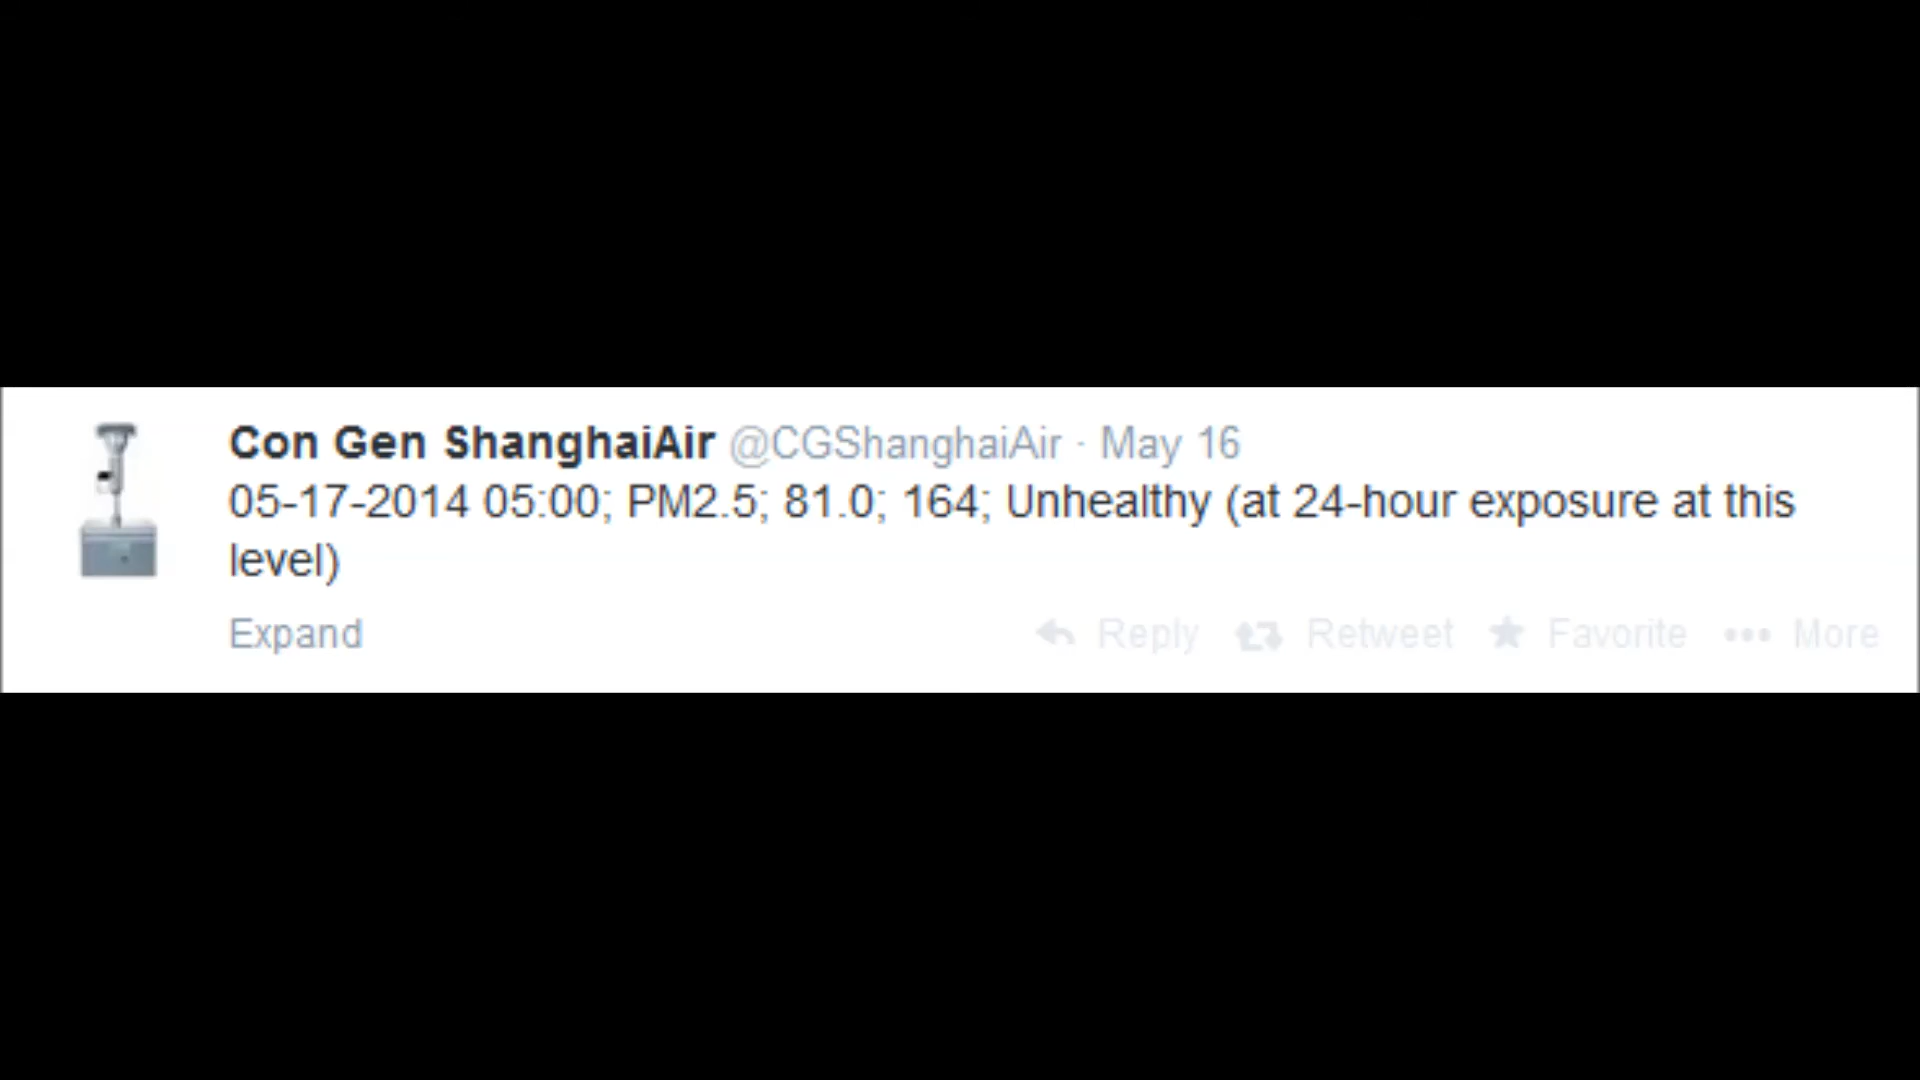 Con Gen ShanghaiAir @CGShanghaiAir · May 16
05-17-2014 05:00; PM2.5; 81.0; 164; Unhealthy (at 24-hour exposure at this
level)
Expand Reply Retweet Favorite More